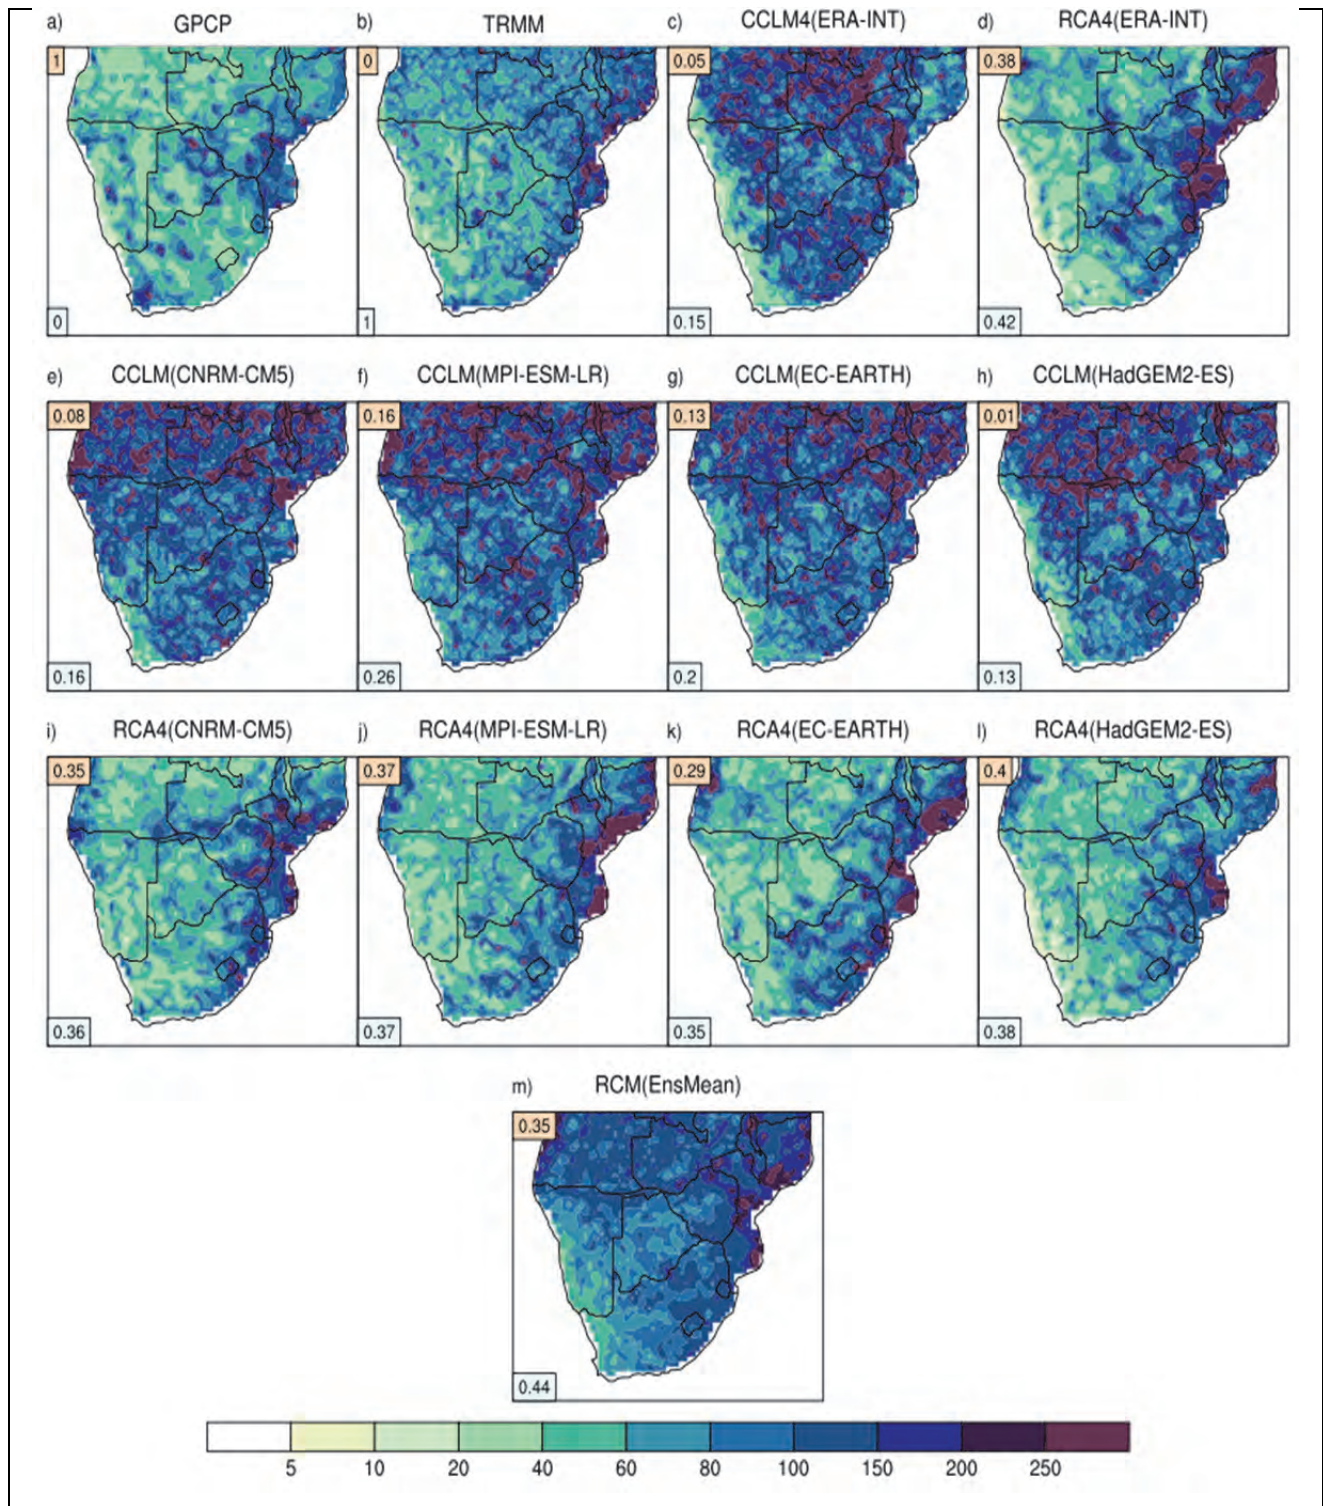 a) GPCP b) TRMM c) CCLM4(ERA-INT) d) RCA4(ERA-INT)
1 0 0.05 0.38
0 1 0.15 0.42
e) CCLM(CNRM-CM5) f) CCLM(MPI-ESM-LR) g) CCLM(EC-EARTH) h) CCLM(HadGEM2-ES)
0.08 0.16 0.13 0.01
0.16 0.26 0.2 0.13
i) RCA4(CNRM-CM5) j) RCA4(MPI-ESM-LR) k) RCA4(EC-EARTH) l) RCA4(HadGEM2-ES)
0.35 0.37 0.29 0.4
0.36 0.37 0.35 0.38
m) RCM(EnsMean)
0.35
0.44
5 10 20 40 60 80 100 150 200 250